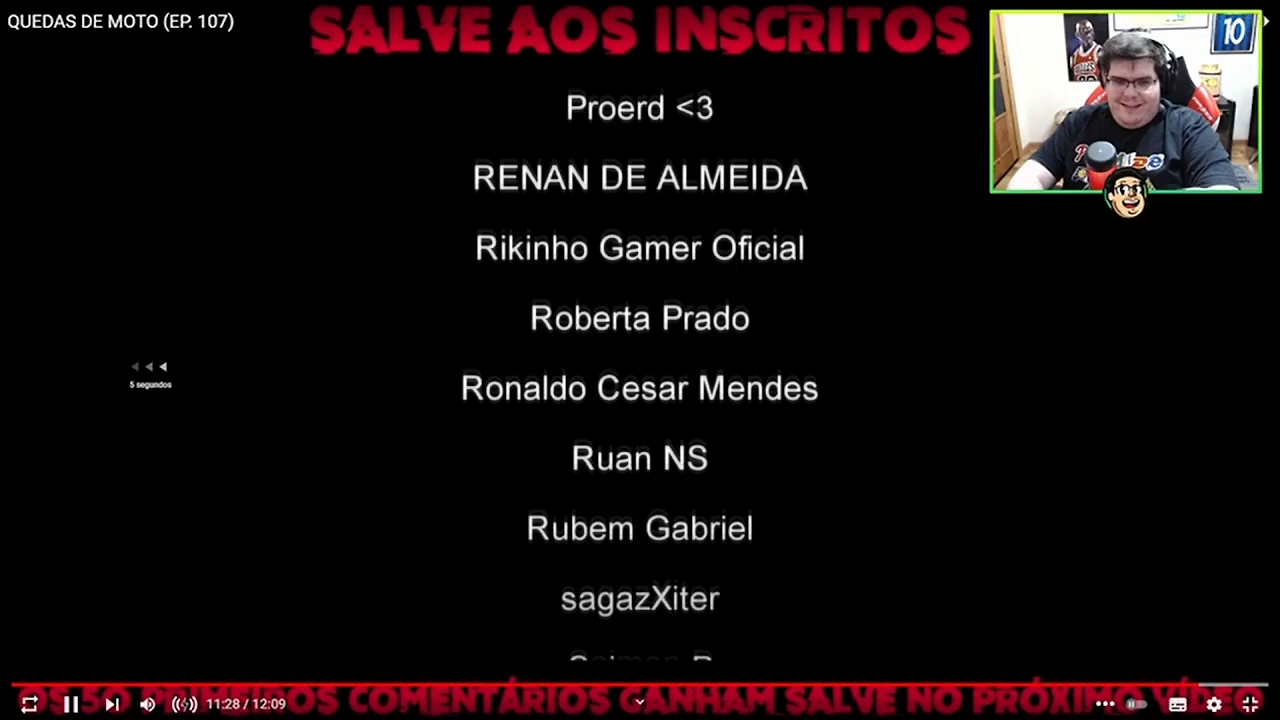 QUEDAS DE MOTO (EP. 107)
SALVE AOS INSCRITOS
10
Proerd <3
RENAN DE ALMEIDA
Rikinho Gamer Oficial
Roberta Prado
5 segundos
Ronaldo Cesar Mendes
Ruan NS
Rubem Gabriel
sagazXiter
COMENTÁRIOS GANHAM SALVE NO PRÓXIMO VÍDEO
11:28 / 12:09